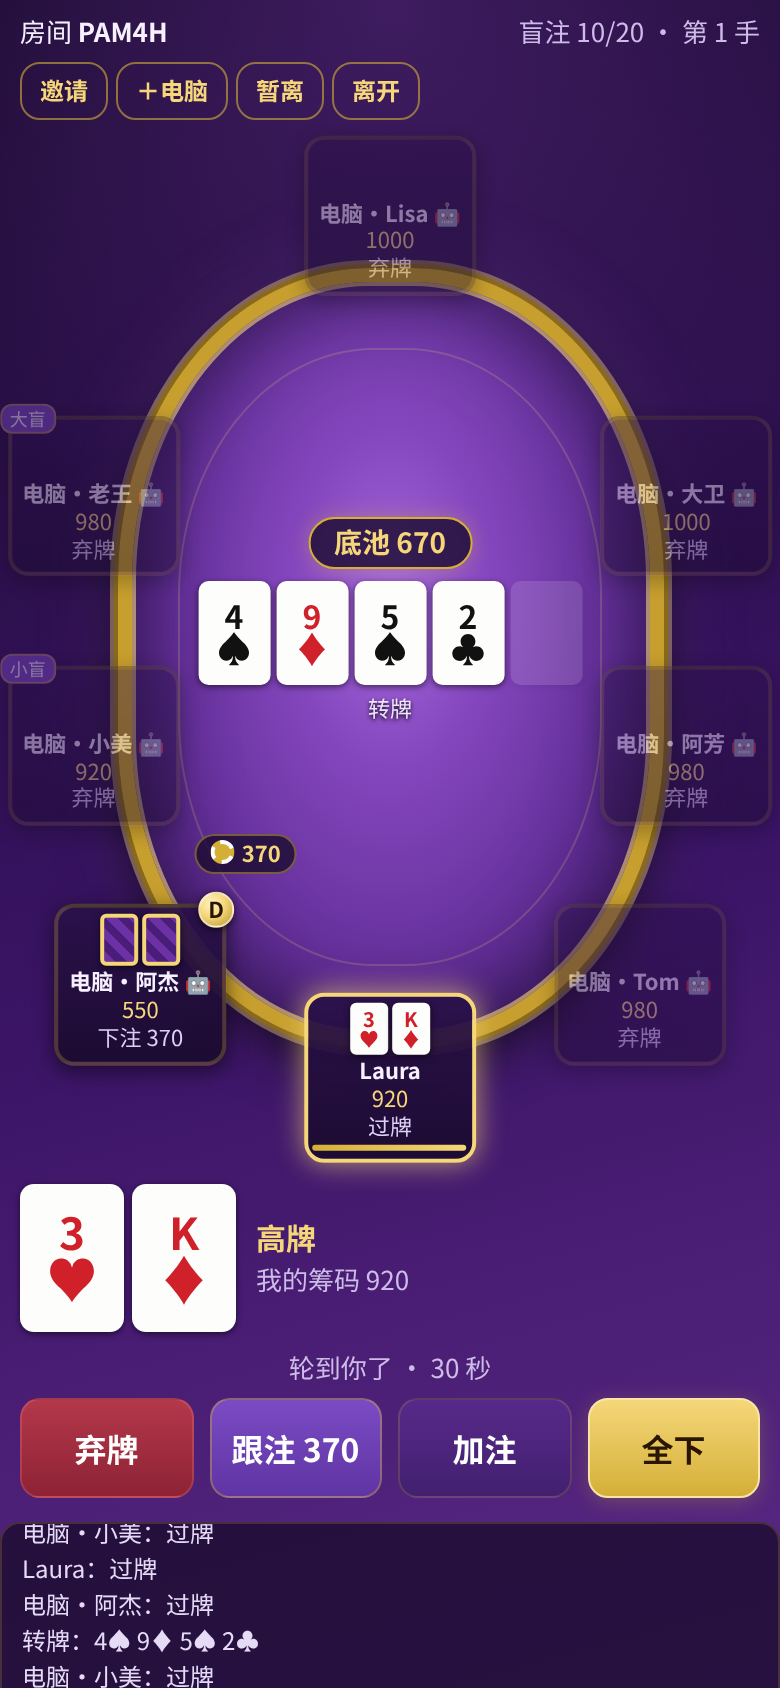 房间 PAM4H
盲注 10/20 · 第 1 手
邀请
＋电脑
暂离
离开
电脑·Lisa
1000
弃牌
大盲
电脑·老王
980
弃牌
电脑·大卫
1000
弃牌
底池 670
4♠ 9♦ 5♠ 2♣
转牌
小盲
电脑·小美
920
弃牌
电脑·阿芳
980
弃牌
370
D
电脑·阿杰
550
下注 370
电脑·Tom
980
弃牌
3♥ K♦
Laura
920
过牌
3♥ K♦
高牌
我的筹码 920
轮到你了 · 30 秒
弃牌
跟注 370
加注
全下
电脑·小美：过牌
Laura：过牌
电脑·阿杰：过牌
转牌：4♠ 9♦ 5♠ 2♣
电脑·小美：过牌